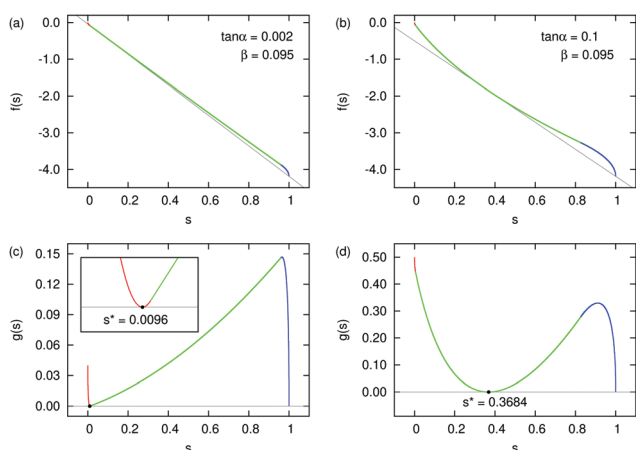 (a)
tanα = 0.002
β = 0.095
f(s)
0.0
-1.0
-2.0
-3.0
-4.0
0 0.2 0.4 0.6 0.8 1
s
(b)
tanα = 0.1
β = 0.095
f(s)
0.0
-1.0
-2.0
-3.0
-4.0
0 0.2 0.4 0.6 0.8 1
s
(c)
g(s)
0.15
0.12
0.09
0.06
0.03
0.00
s* = 0.0096
0 0.2 0.4 0.6 0.8 1
s
(d)
g(s)
0.50
0.40
0.30
0.20
0.10
0.00
s* = 0.3684
0 0.2 0.4 0.6 0.8 1
s